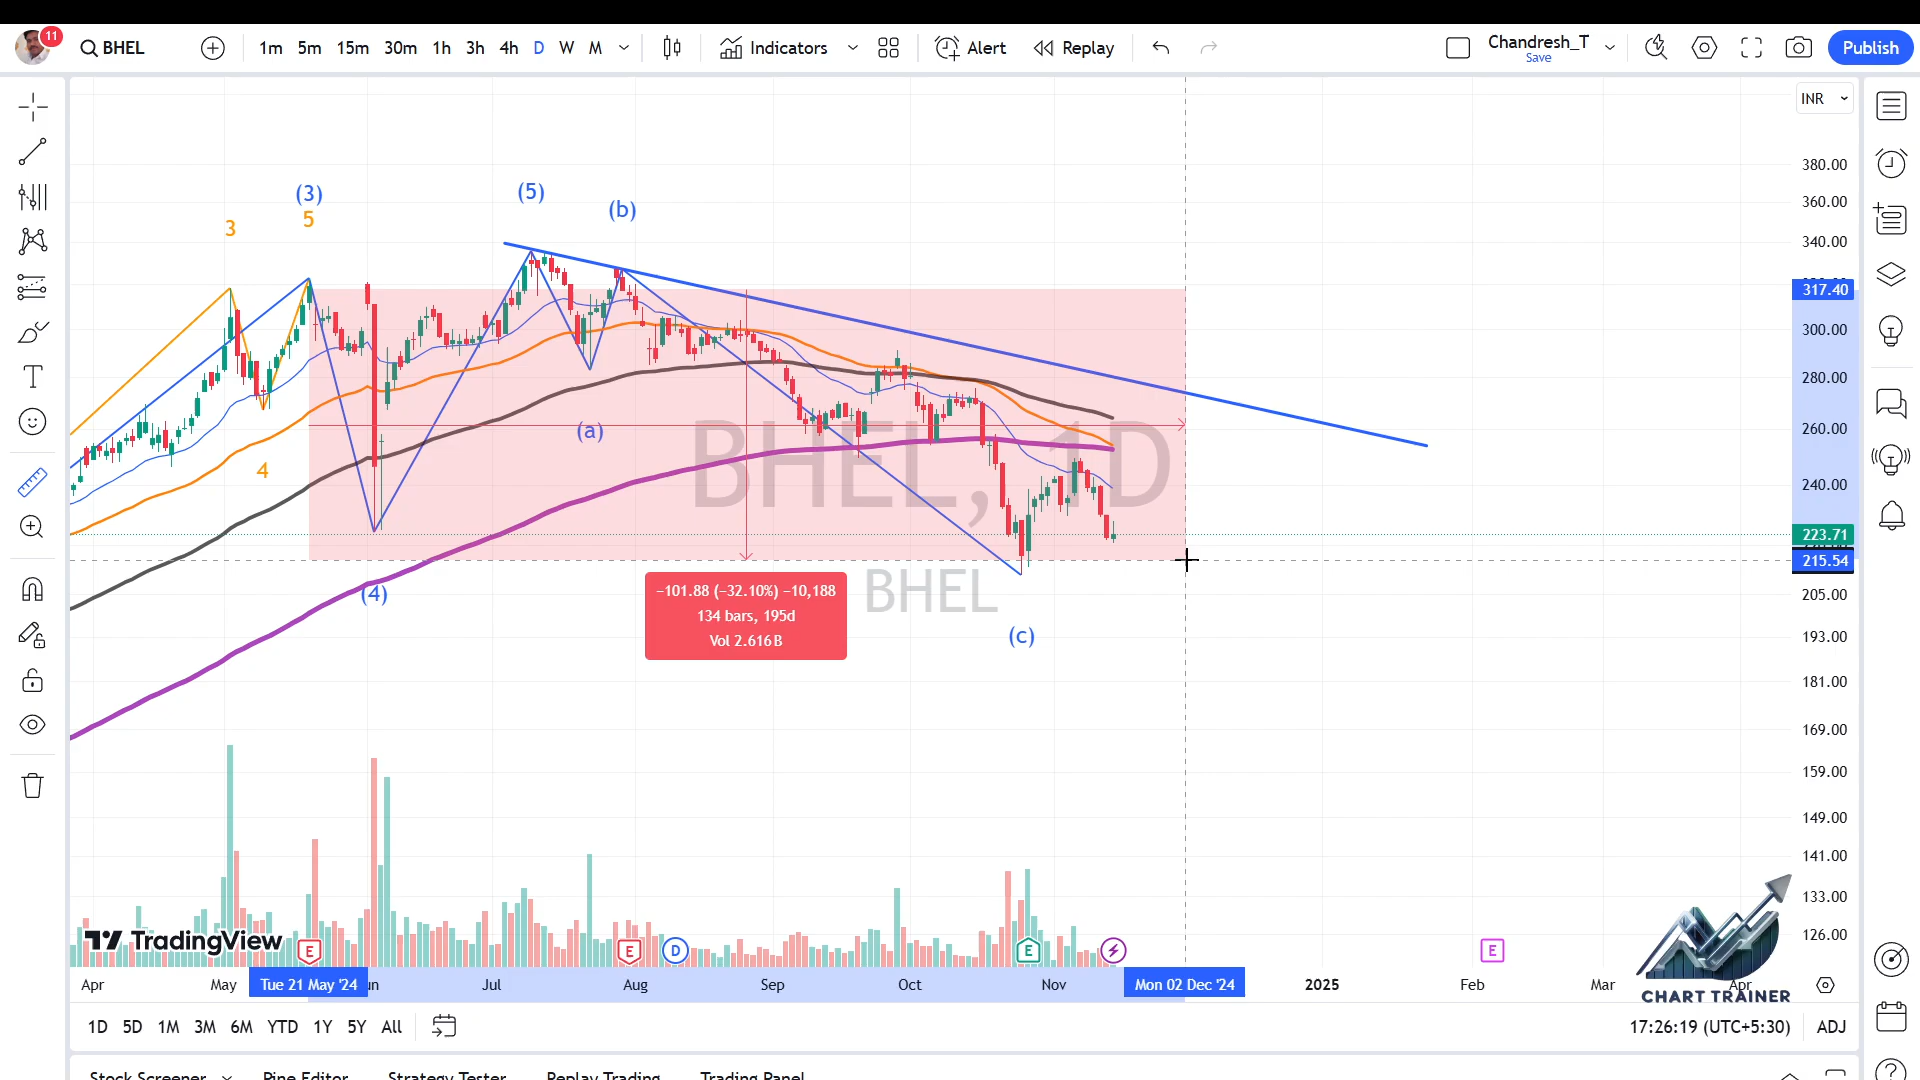 11
BHEL
1m 5m 15m 30m 1h 3h 4h D W M
Indicators
Alert
Replay
Chandresh_T
Save
Publish
INR
380.00
360.00
340.00
317.40
300.00
280.00
260.00
240.00
223.71
215.54
205.00
193.00
181.00
169.00
159.00
149.00
141.00
133.00
126.00
(3)
5
3
(5)
(b)
(a)
4
(4)
(c)
BHEL, 1D
BHEL
−101.88 (−32.10%) −10,188
134 bars, 195d
Vol 2.616B
TradingView
E
E
D
E
E
CHART TRAINER
Apr May Tue 21 May '24 Jul Aug Sep Oct Nov Mon 02 Dec '24 2025 Feb Mar Apr
1D 5D 1M 3M 6M YTD 1Y 5Y All
17:26:19 (UTC+5:30) ADJ
Stock Screener Pine Editor Strategy Tester Replay Trading Trading Panel